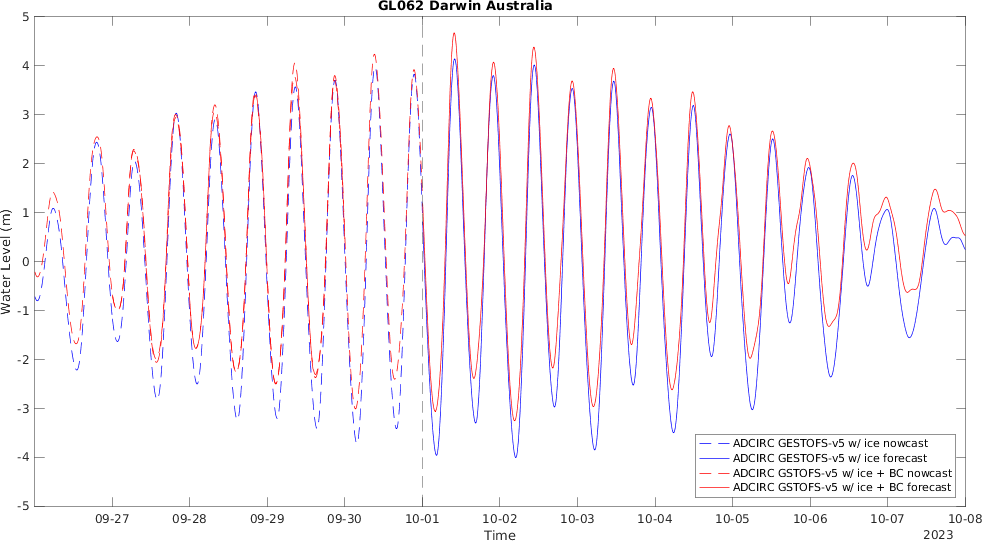 GL062 Darwin Australia
5
4
3
2
1
0
-1
-2
-3
-4
-5
Water Level (m)
ADCIRC GESTOFS-v5 w/ ice nowcast
ADCIRC GESTOFS-v5 w/ ice forecast
ADCIRC GSTOFS-v5 w/ ice + BC nowcast
ADCIRC GSTOFS-v5 w/ ice + BC forecast
09-27 09-28 09-29 09-30 10-01 10-02 10-03 10-04 10-05 10-06 10-07 10-08
Time
2023